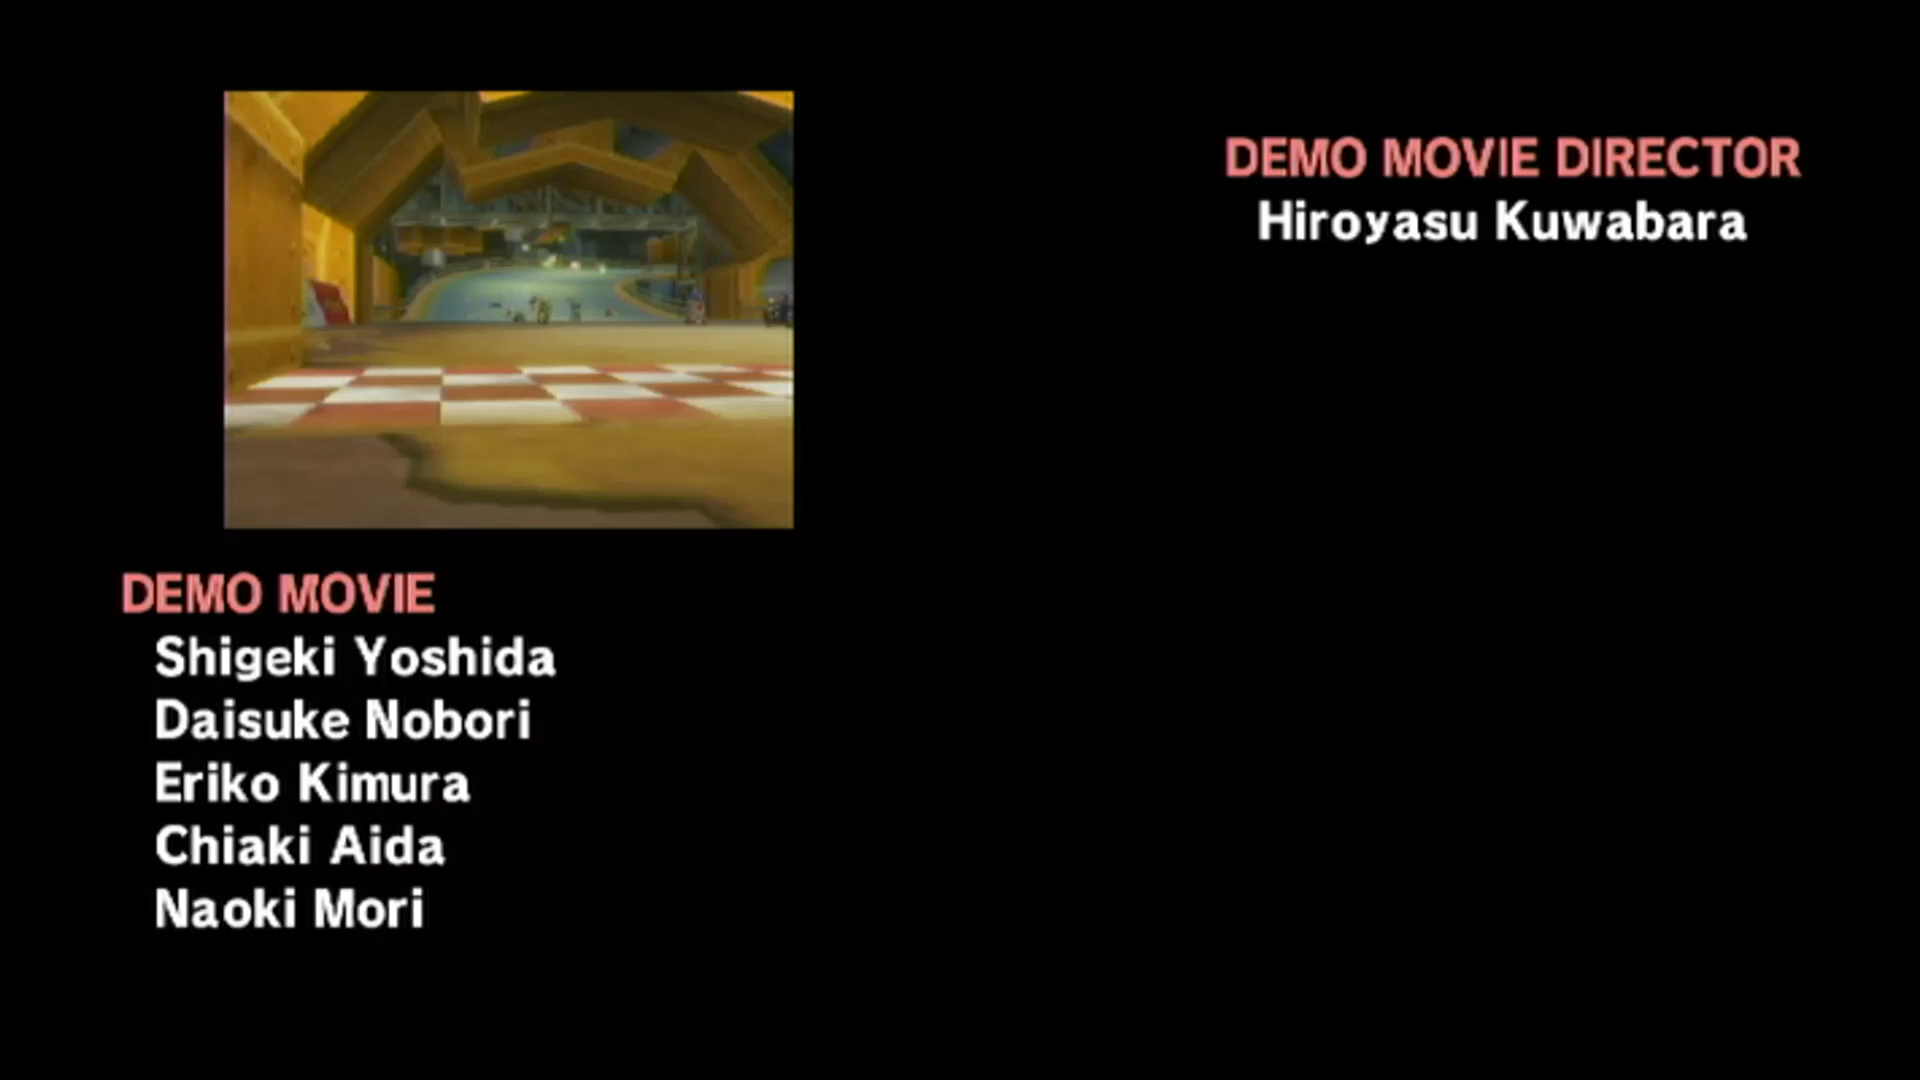 DEMO MOVIE DIRECTOR
Hiroyasu Kuwabara
DEMO MOVIE
Shigeki Yoshida
Daisuke Nobori
Eriko Kimura
Chiaki Aida
Naoki Mori